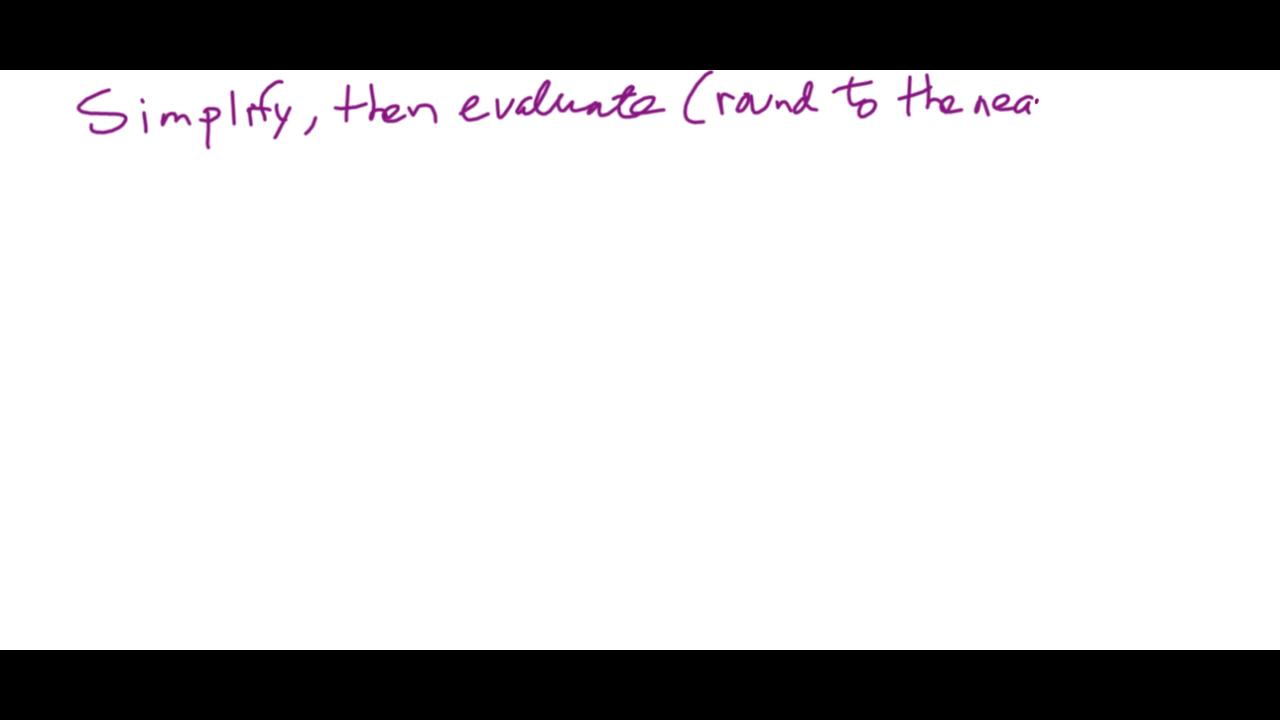 Simplify, then evaluate (round to the nea